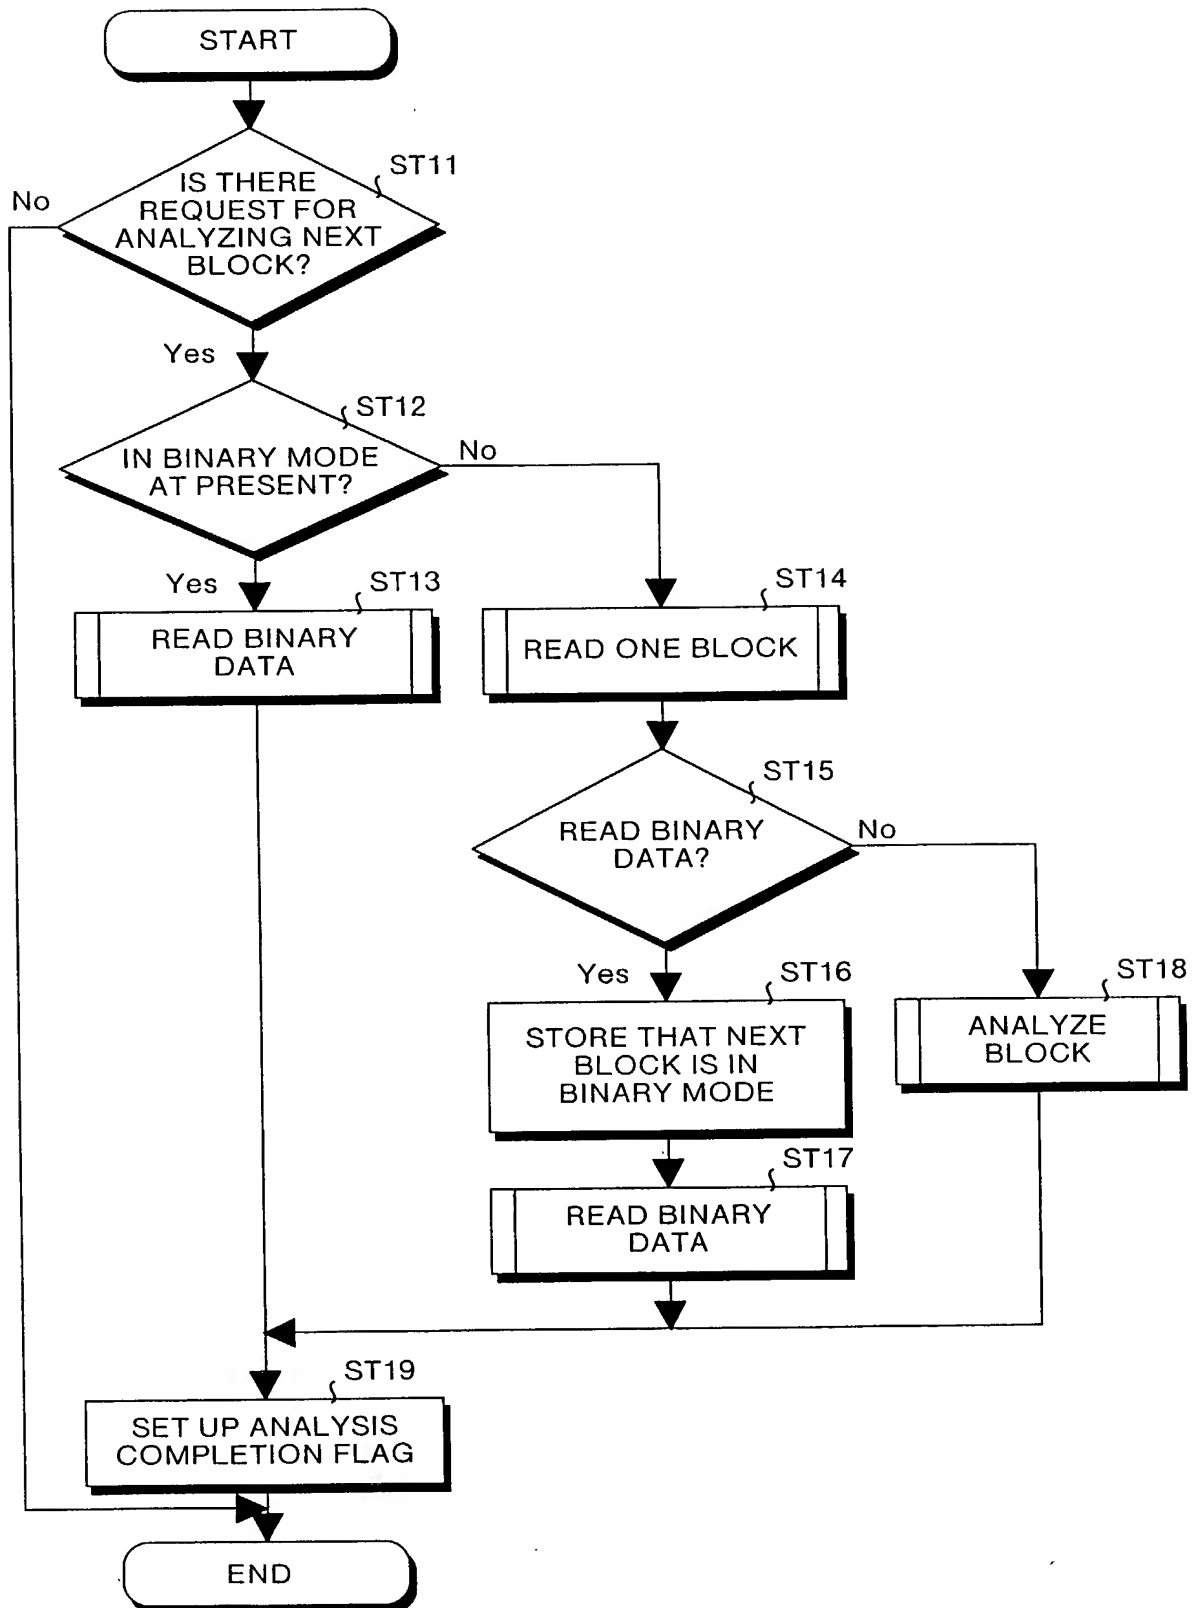 START
ST11
No
IS THERE
REQUEST FOR
ANALYZING NEXT
BLOCK?
Yes
ST12
No
IN BINARY MODE
AT PRESENT?
Yes
ST13
READ BINARY
DATA
ST14
READ ONE BLOCK
ST15
READ BINARY
DATA?
No
Yes
ST16
STORE THAT NEXT
BLOCK IS IN
BINARY MODE
ST18
ANALYZE
BLOCK
ST17
READ BINARY
DATA
ST19
SET UP ANALYSIS
COMPLETION FLAG
END